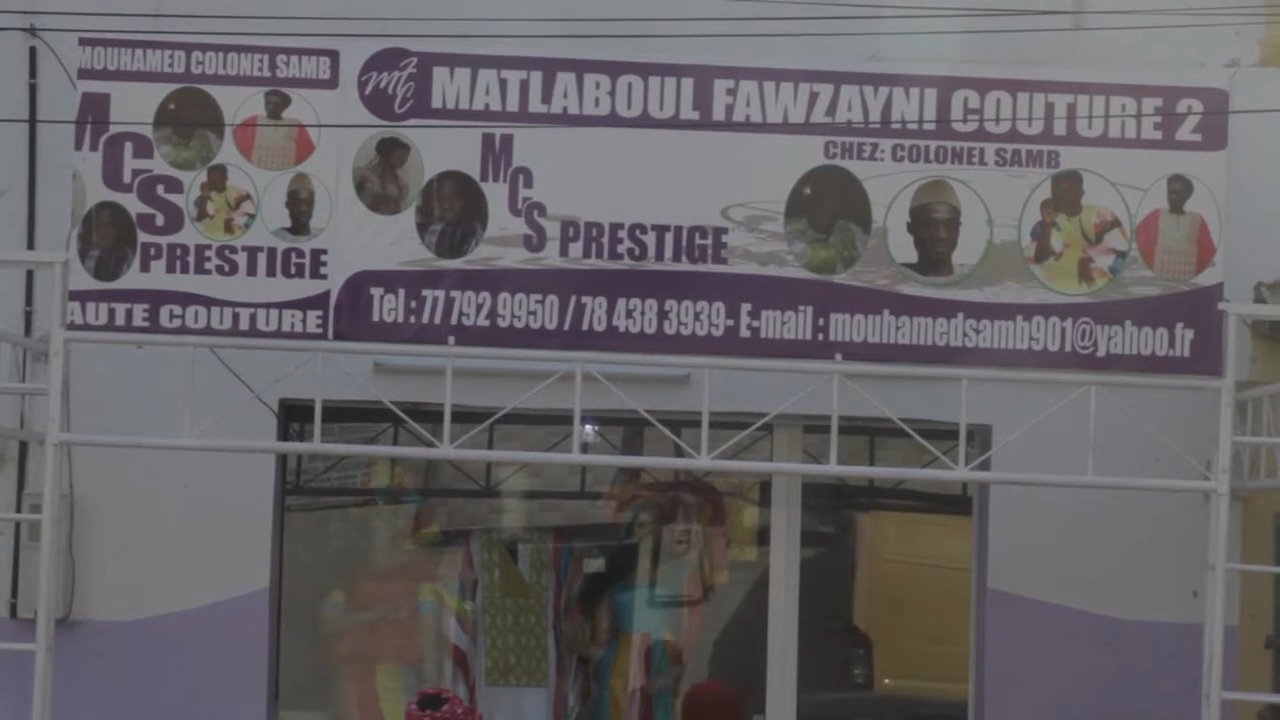 MOUHAMED COLONEL SAMB
MCS
PRESTIGE
AUTE COUTURE
mfc
MATLABOUL FAWZAYNI COUTURE 2
CHEZ: COLONEL SAMB
MCS PRESTIGE
Tel : 77 792 9950 / 78 438 3939- E-mail : mouhamedsamb901@yahoo.fr